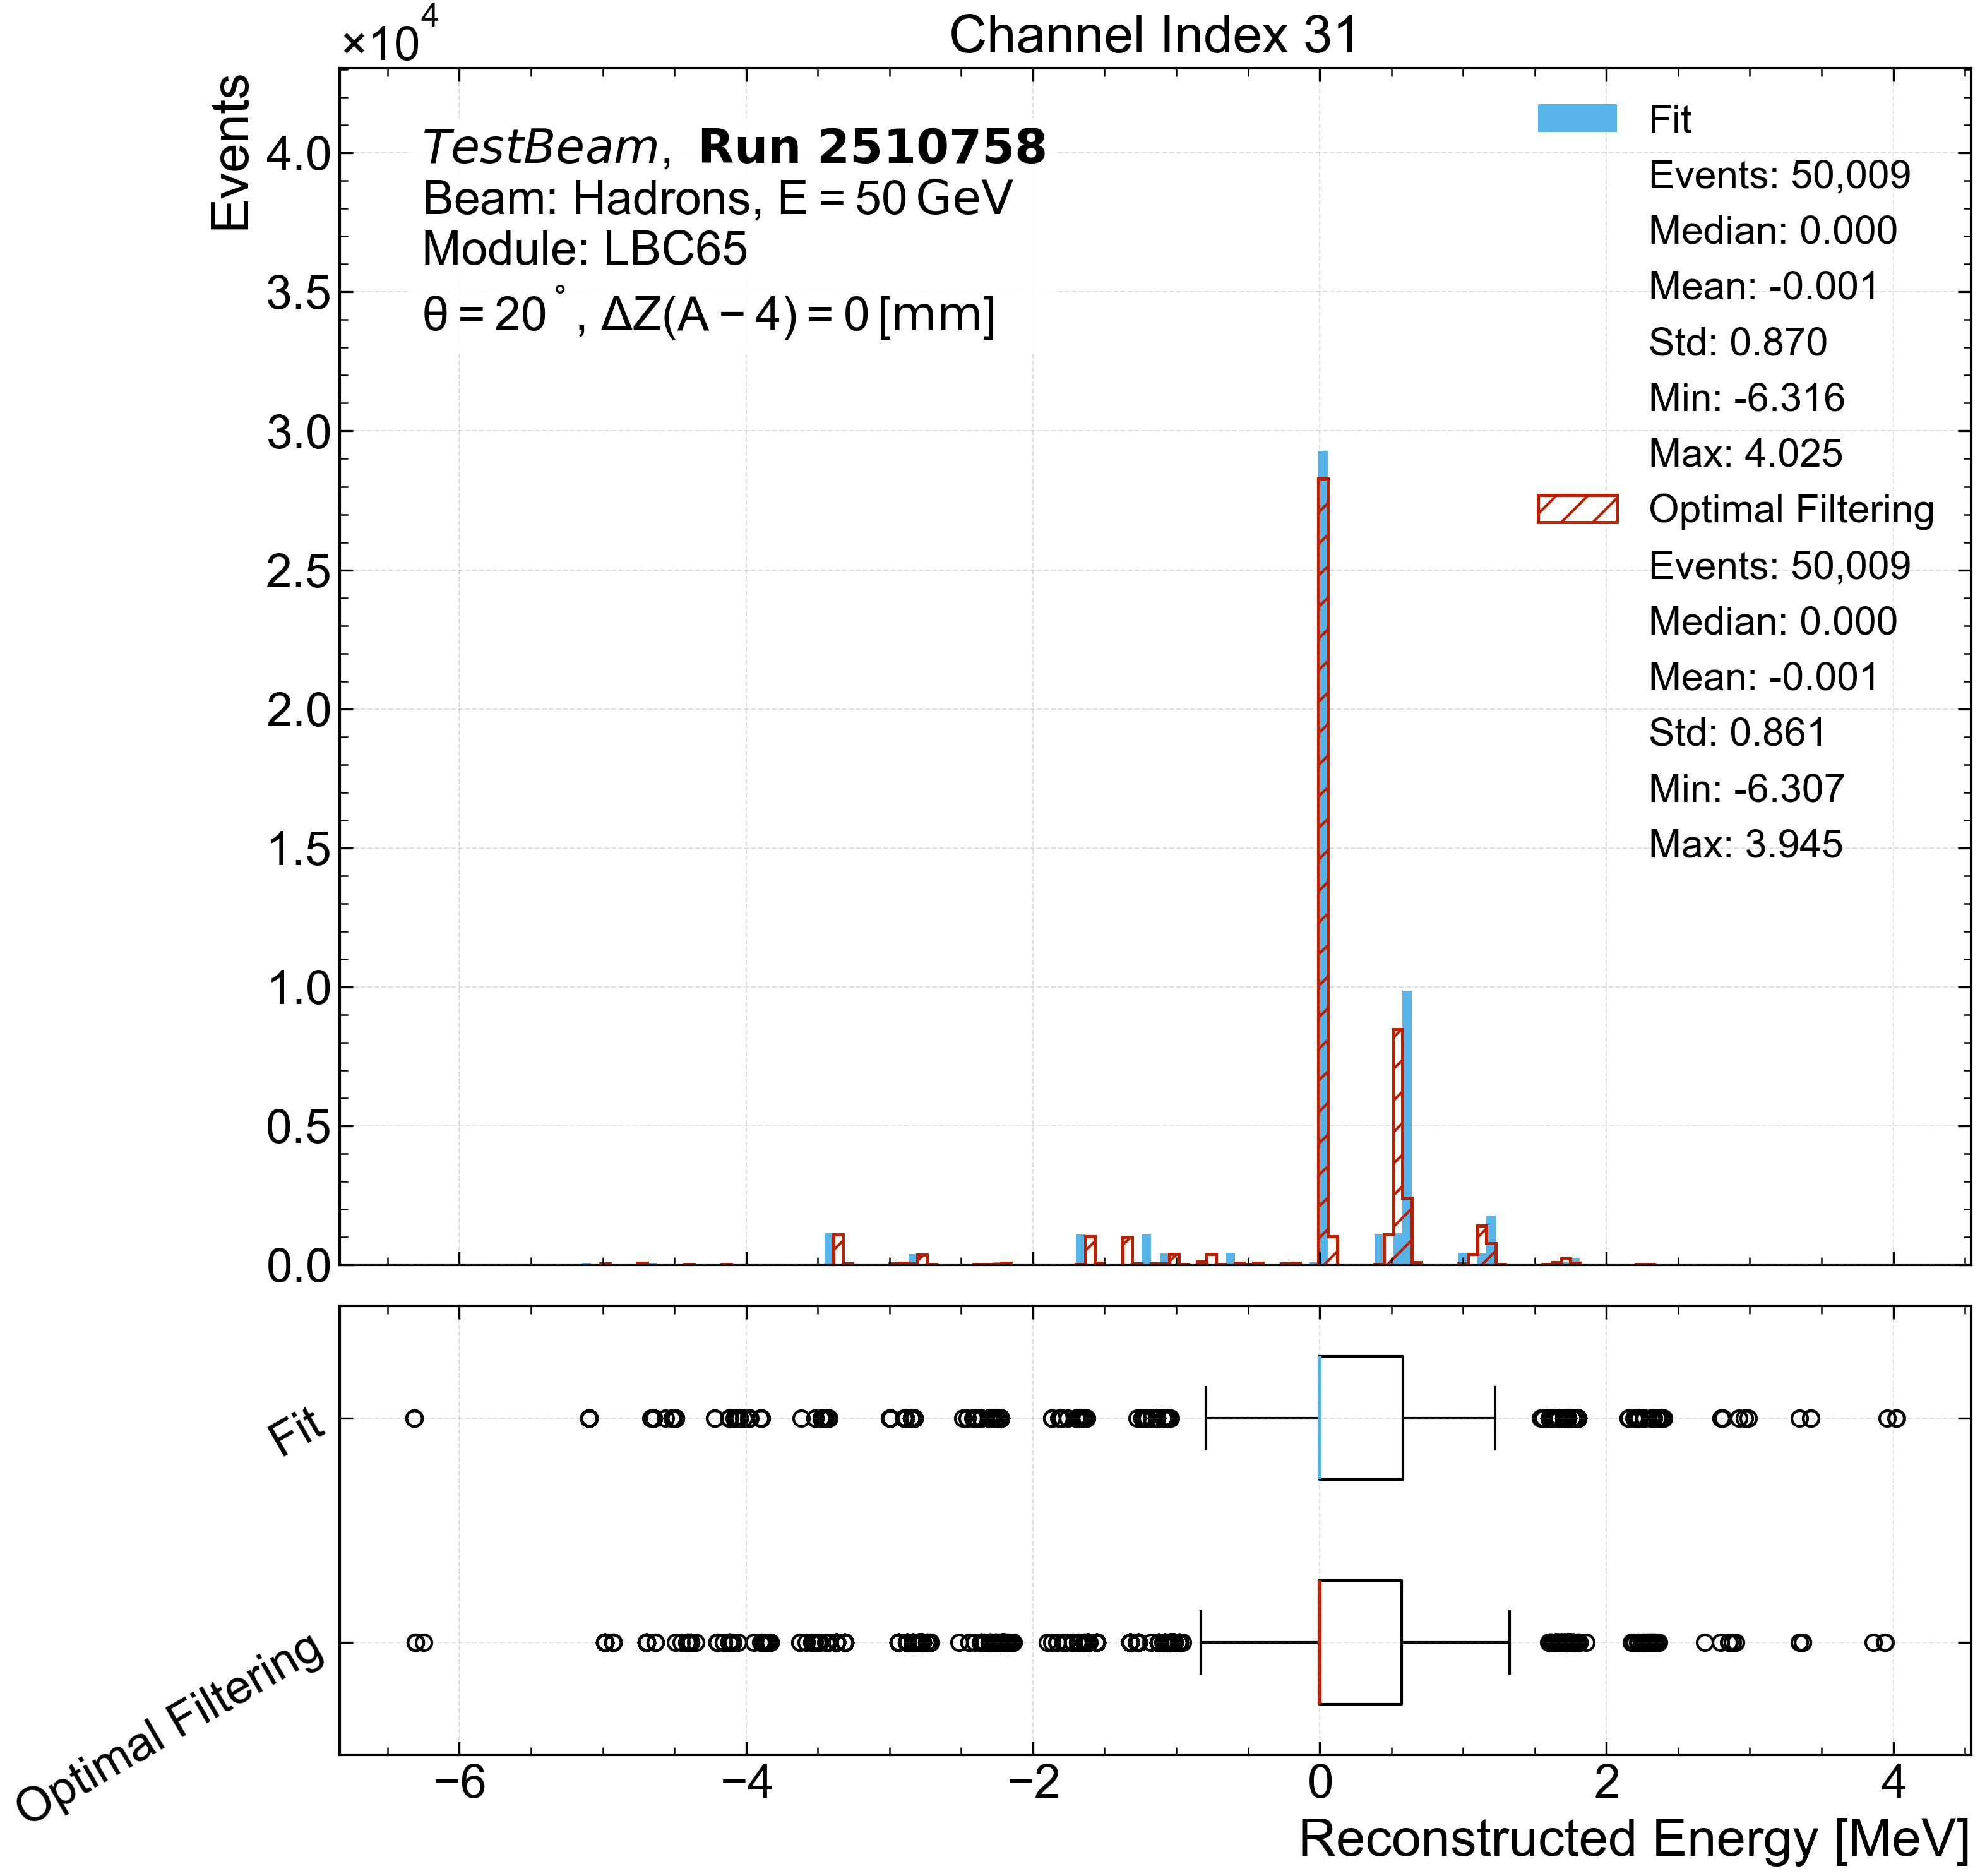 Channel Index 31
×10⁴
Events
4.0
3.5
3.0
2.5
2.0
1.5
1.0
0.5
0.0
TestBeam, Run 2510758
Beam: Hadrons, E = 50 GeV
Module: LBC65
θ = 20°, ΔZ(A − 4) = 0 [mm]
Fit
Events: 50,009
Median: 0.000
Mean: -0.001
Std: 0.870
Min: -6.316
Max: 4.025
Optimal Filtering
Events: 50,009
Median: 0.000
Mean: -0.001
Std: 0.861
Min: -6.307
Max: 3.945
Fit
Optimal Filtering
−6 −4 −2 0 2 4
Reconstructed Energy [MeV]